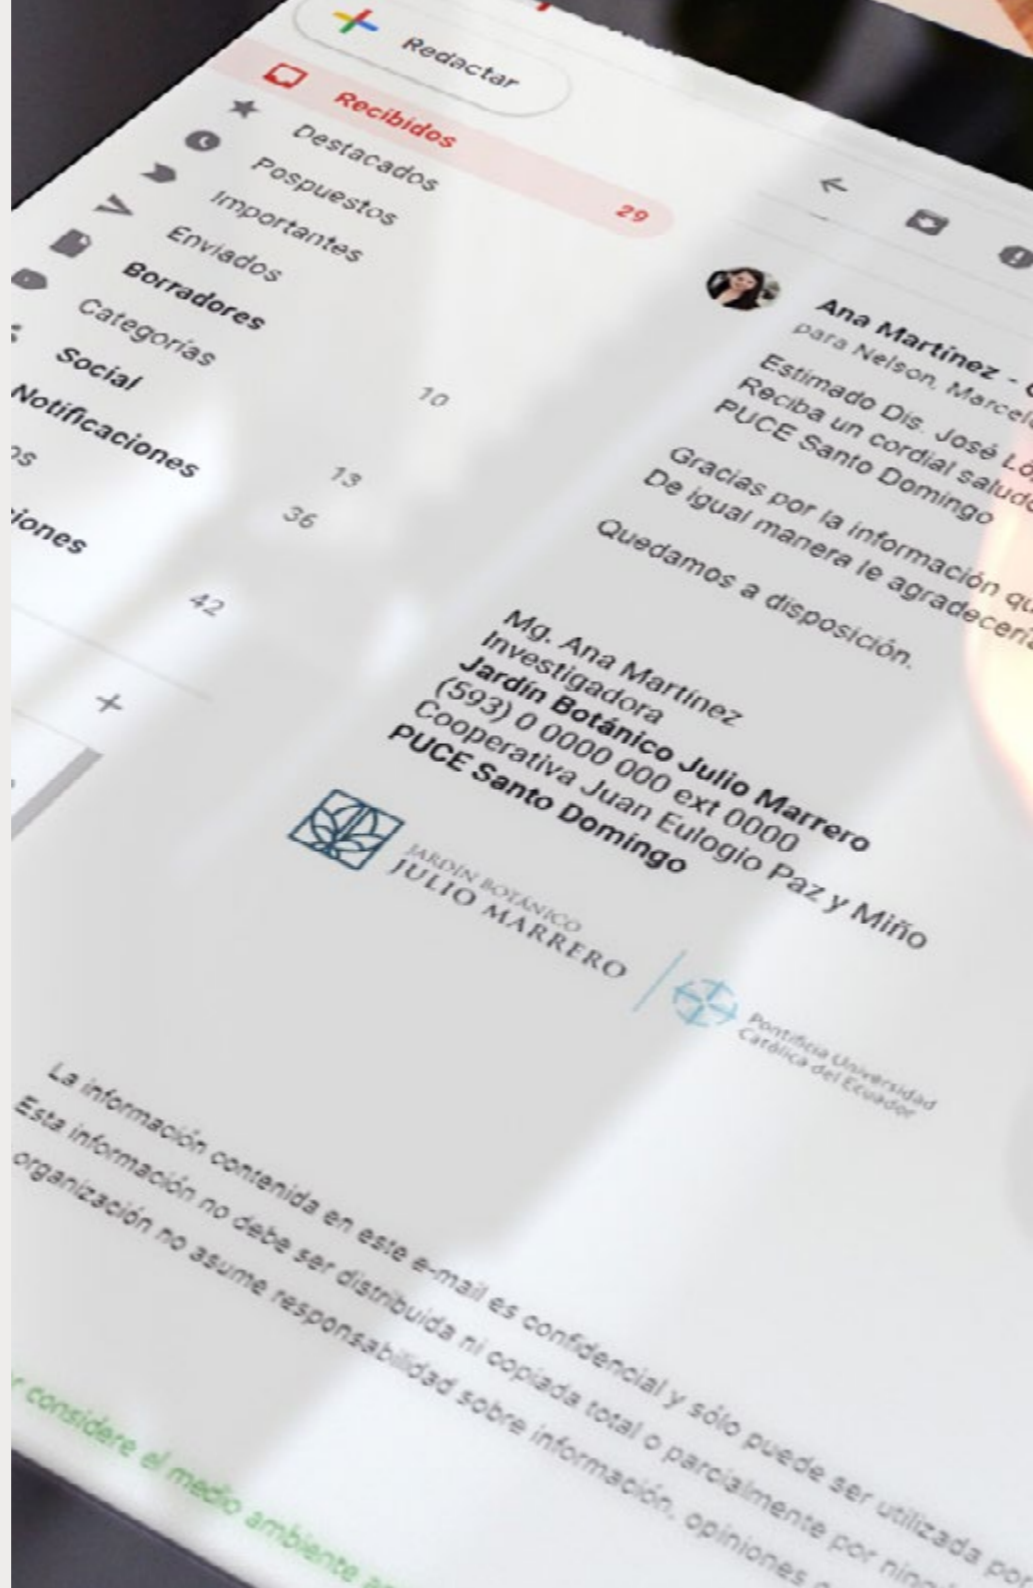 Redactar
Recibidos 29
Destacados
Pospuestos
Importantes
Enviados
Borradores 10
Categorías
Social 13
Notificaciones 36
42
Ana Martínez -
para Nelson,
Estimado Dis. José
Reciba un cordial
PUCE Santo Domingo
Gracias por la información
De igual manera le
Quedamos a disposición.
Mg. Ana Martínez
Investigadora
Jardín Botánico Julio Marrero
(593) 0 0000 000 ext 0000
Cooperativa Juan Eulogio Paz y Miño
PUCE Santo Domingo
JARDÍN BOTÁNICO
JULIO MARRERO
Pontificia Universidad
Católica del Ecuador
La información contenida en este e-mail es confidencial y sólo puede ser utilizada por
Esta información no debe ser distribuida ni copiada total o parcialmente por
organización no asume responsabilidad sobre información, opiniones
considere el medio ambiente